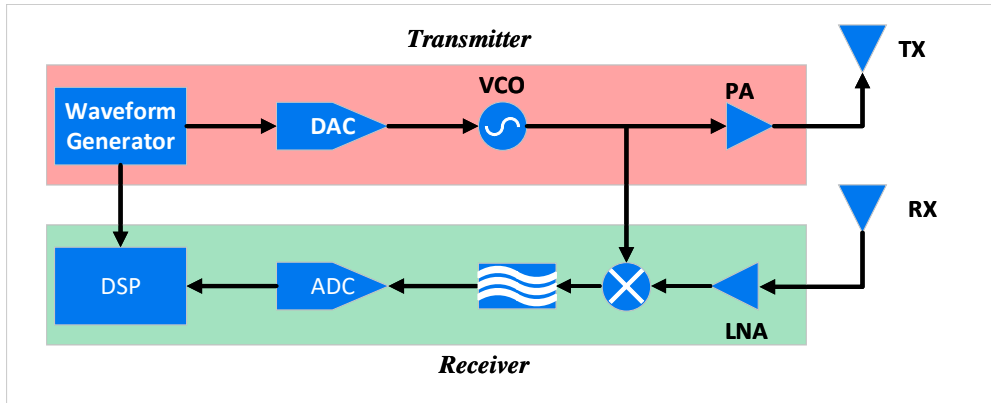 Transmitter
TX
VCO
PA
Waveform
Generator
DAC
RX
DSP
ADC
LNA
Receiver